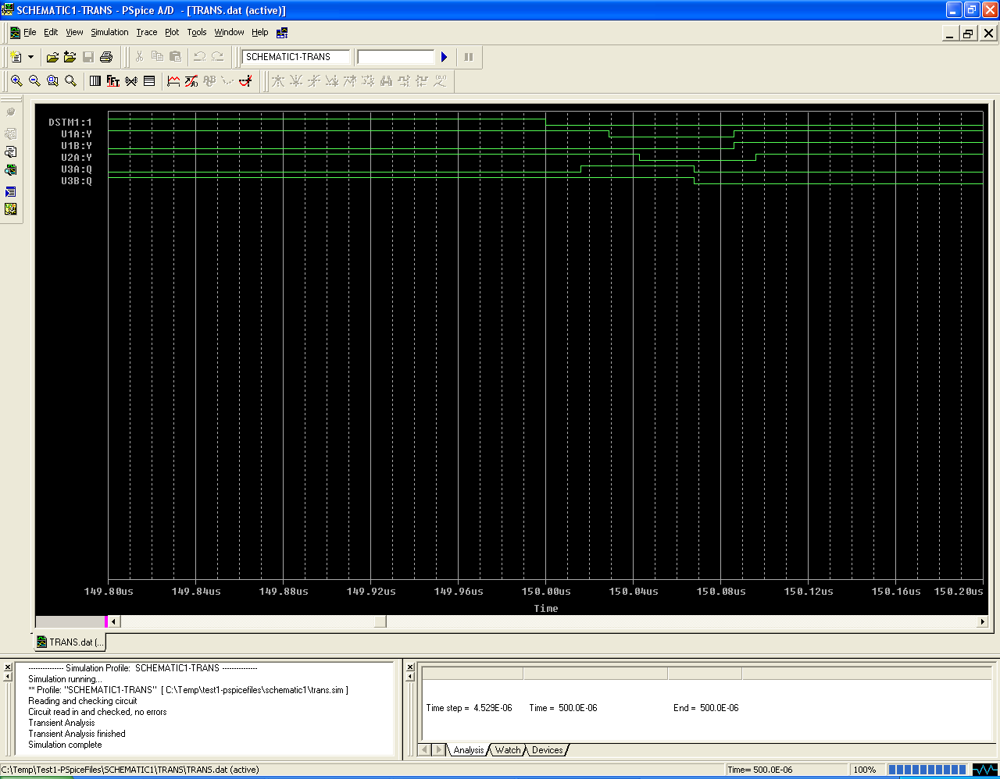 SCHEMATIC1-TRANS - PSpice A/D - [TRANS.dat (active)]
File Edit View Simulation Trace Plot Tools Window Help
SCHEMATIC1-TRANS
FFT
DSTM1:1
U1A:Y
U1B:Y
U2A:Y
U3A:Q
U3B:Q
149.80us 149.84us 149.88us 149.92us 149.96us 150.00us 150.04us 150.08us 150.12us 150.16us 150.20us
Time
TRANS.dat (...
-------------- Simulation Profile: SCHEMATIC1-TRANS --------------
Simulation running...
** Profile: "SCHEMATIC1-TRANS" [ C:\Temp\test1-pspicefiles\schematic1\trans.sim ]
Reading and checking circuit
Circuit read in and checked, no errors
Transient Analysis
Transient Analysis finished
Simulation complete
Time step = 4.529E-06 Time = 500.0E-06 End = 500.0E-06
Analysis Watch Devices
C:\Temp\Test1-PSpiceFiles\SCHEMATIC1\TRANS\TRANS.dat (active) Time= 500.0E-06 100%